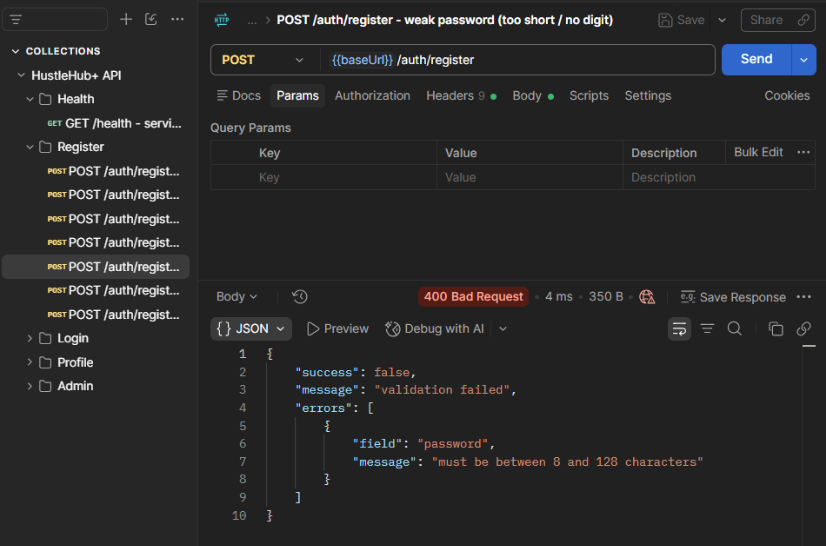 HTTP ... > POST /auth/register - weak password (too short / no digit) Save Share
COLLECTIONS
HustleHub+ API
Health
GET GET /health - servi...
Register
POST POST /auth/regist...
POST POST /auth/regist...
POST POST /auth/regist...
POST POST /auth/regist...
POST POST /auth/regist...
POST POST /auth/regist...
POST POST /auth/regist...
Login
Profile
Admin
POST {{baseUrl}} /auth/register Send
Docs Params Authorization Headers 9 Body Scripts Settings Cookies
Query Params
Key Value Description Bulk Edit
Key Value Description
Body 400 Bad Request 4 ms 350 B e.g. Save Response
{} JSON Preview Debug with AI
1 {
2 "success": false,
3 "message": "validation failed",
4 "errors": [
5 {
6 "field": "password",
7 "message": "must be between 8 and 128 characters"
8 }
9 ]
10 }